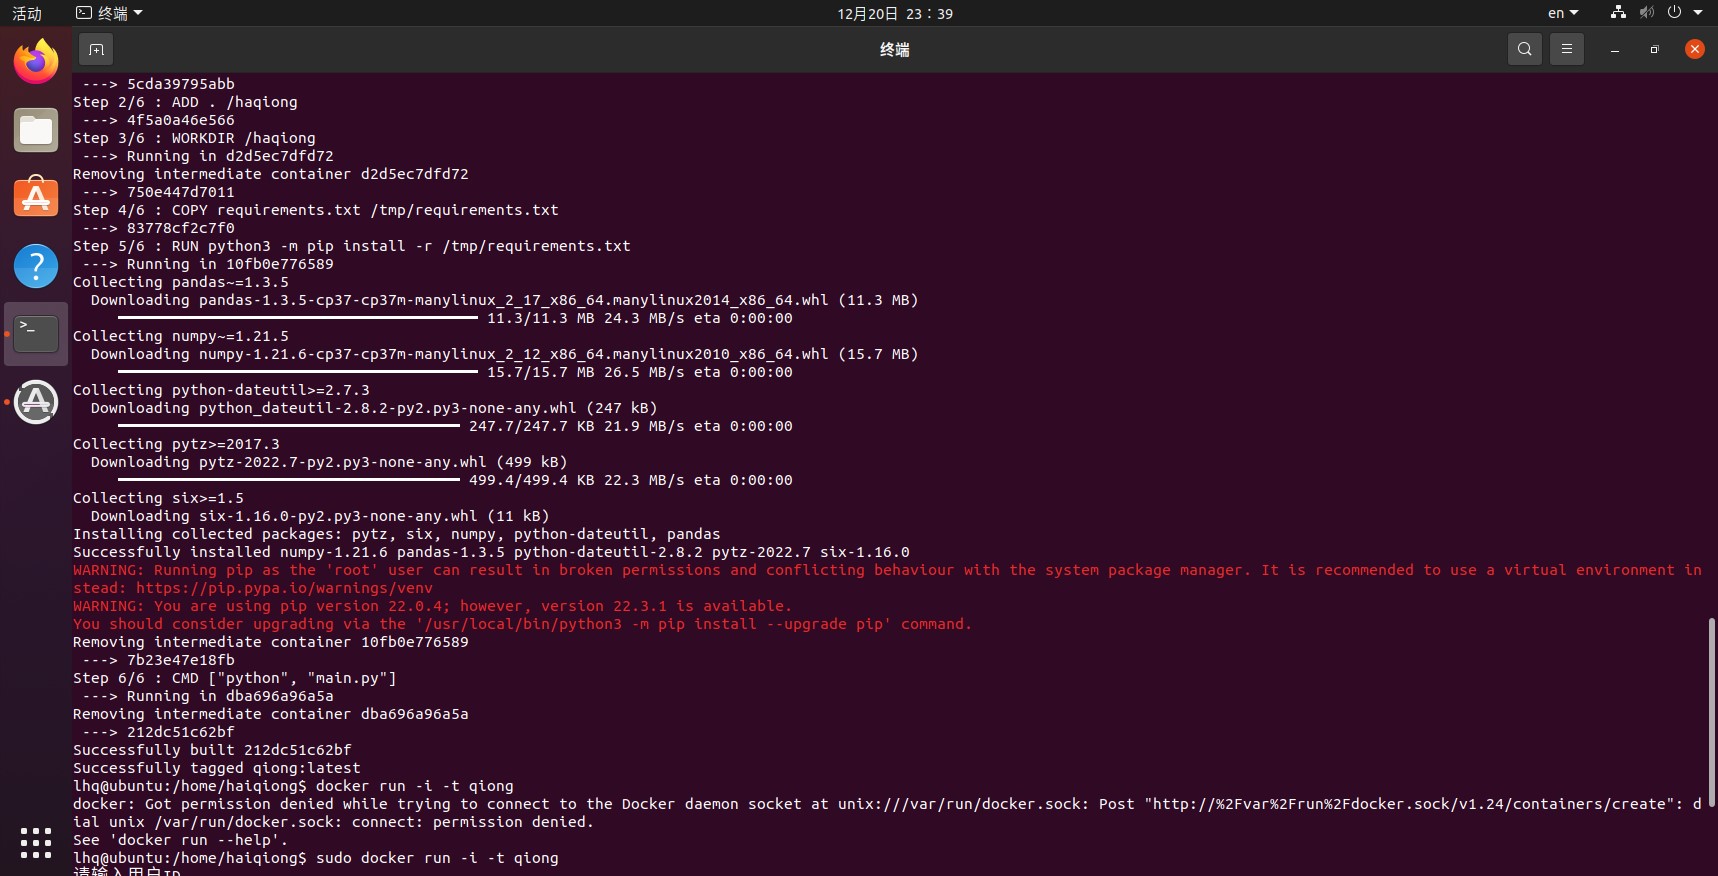 活动
终端
12月20日 23：39
en
终端
---> 5cda39795abb
Step 2/6 : ADD . /haqiong
---> 4f5a0a46e566
Step 3/6 : WORKDIR /haqiong
---> Running in d2d5ec7dfd72
Removing intermediate container d2d5ec7dfd72
---> 750e447d7011
Step 4/6 : COPY requirements.txt /tmp/requirements.txt
---> 83778cf2c7f0
Step 5/6 : RUN python3 -m pip install -r /tmp/requirements.txt
---> Running in 10fb0e776589
Collecting pandas~=1.3.5
Downloading pandas-1.3.5-cp37-cp37m-manylinux_2_17_x86_64.manylinux2014_x86_64.whl (11.3 MB)
11.3/11.3 MB 24.3 MB/s eta 0:00:00
Collecting numpy~=1.21.5
Downloading numpy-1.21.6-cp37-cp37m-manylinux_2_12_x86_64.manylinux2010_x86_64.whl (15.7 MB)
15.7/15.7 MB 26.5 MB/s eta 0:00:00
Collecting python-dateutil>=2.7.3
Downloading python_dateutil-2.8.2-py2.py3-none-any.whl (247 kB)
247.7/247.7 KB 21.9 MB/s eta 0:00:00
Collecting pytz>=2017.3
Downloading pytz-2022.7-py2.py3-none-any.whl (499 kB)
499.4/499.4 KB 22.3 MB/s eta 0:00:00
Collecting six>=1.5
Downloading six-1.16.0-py2.py3-none-any.whl (11 kB)
Installing collected packages: pytz, six, numpy, python-dateutil, pandas
Successfully installed numpy-1.21.6 pandas-1.3.5 python-dateutil-2.8.2 pytz-2022.7 six-1.16.0
WARNING: Running pip as the 'root' user can result in broken permissions and conflicting behaviour with the system package manager. It is recommended to use a virtual environment in
stead: https://pip.pypa.io/warnings/venv
WARNING: You are using pip version 22.0.4; however, version 22.3.1 is available.
You should consider upgrading via the '/usr/local/bin/python3 -m pip install --upgrade pip' command.
Removing intermediate container 10fb0e776589
---> 7b23e47e18fb
Step 6/6 : CMD ["python", "main.py"]
---> Running in dba696a96a5a
Removing intermediate container dba696a96a5a
---> 212dc51c62bf
Successfully built 212dc51c62bf
Successfully tagged qiong:latest
lhq@ubuntu:/home/haiqiong$ docker run -i -t qiong
docker: Got permission denied while trying to connect to the Docker daemon socket at unix:///var/run/docker.sock: Post "http://%2Fvar%2Frun%2Fdocker.sock/v1.24/containers/create": d
ial unix /var/run/docker.sock: connect: permission denied.
See 'docker run --help'.
lhq@ubuntu:/home/haiqiong$ sudo docker run -i -t qiong
请输入用户ID